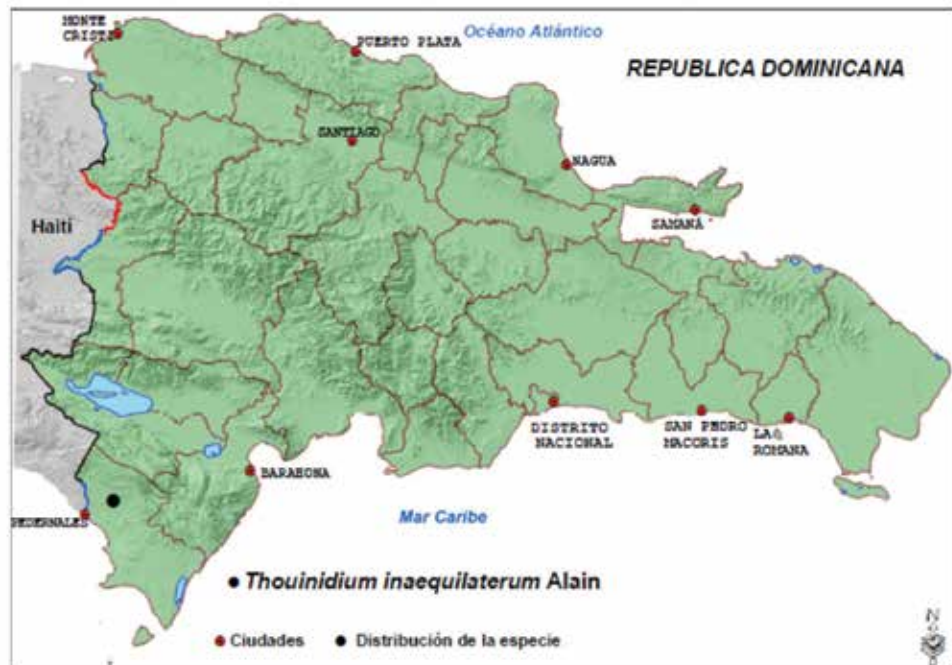 MONTE
CRISTI
PUERTO PLATA
Océano Atlántico
REPUBLICA DOMINICANA
SANTIAGO
NAGUA
SAMANÁ
Haití
DISTRITO
NACIONAL
SAN PEDRO
MACORIS
LA
ROMANA
BARAHONA
PEDERNALES
Mar Caribe
Thouinidium inaequilaterum Alain
Ciudades
Distribución de la especie
N